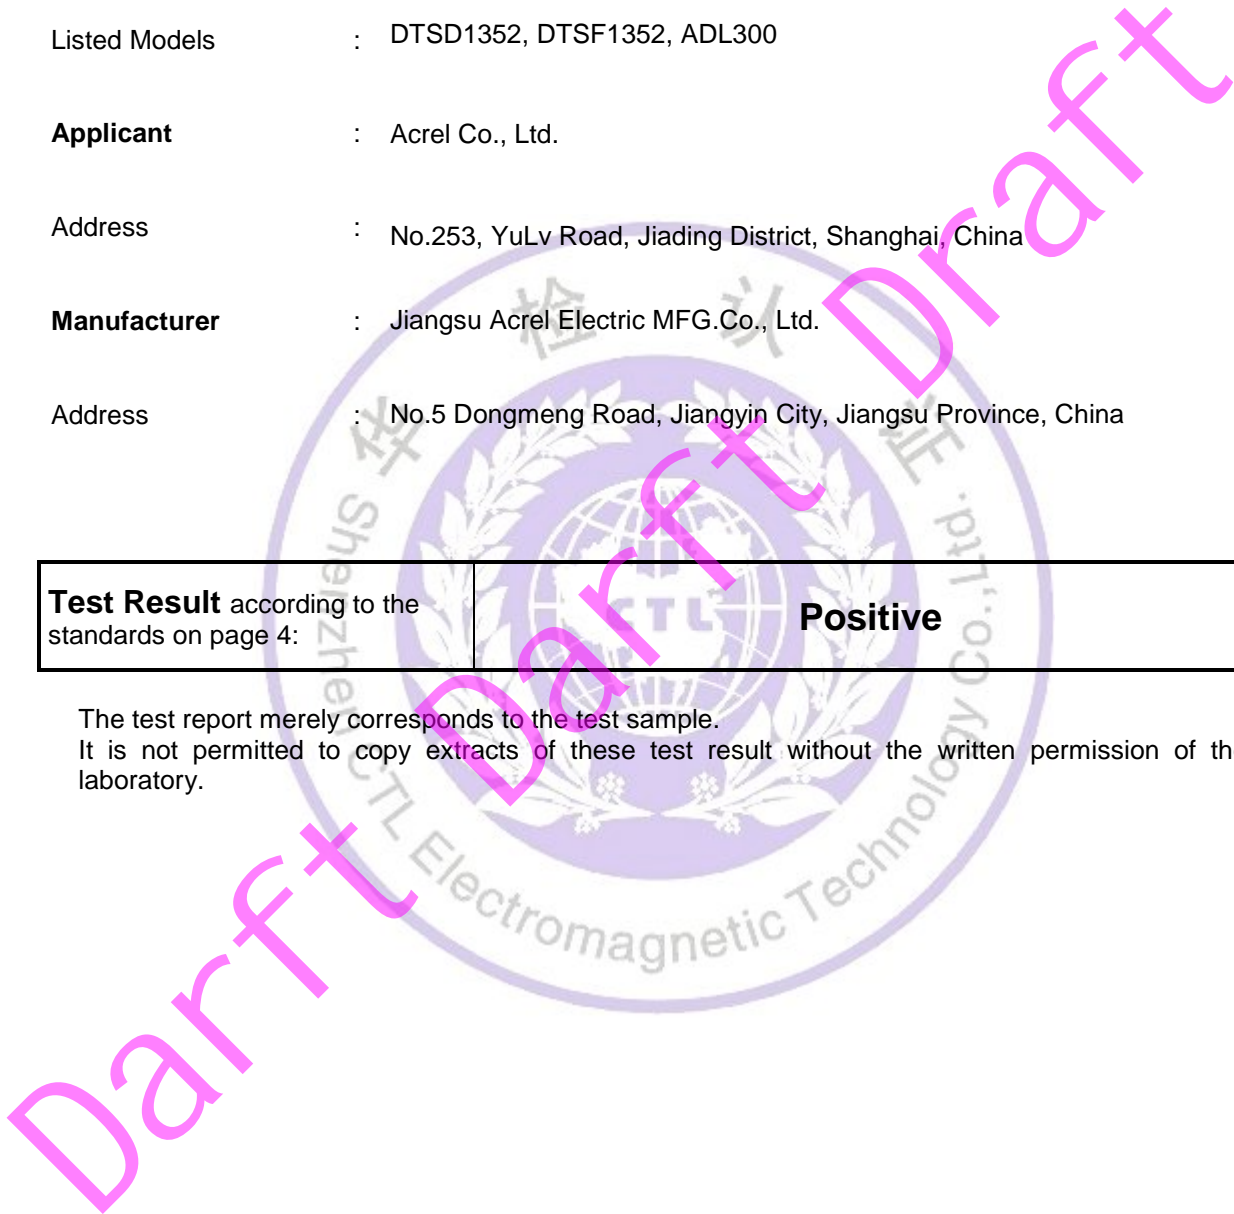 Listed Models : DTSD1352, DTSF1352, ADL300
Applicant : Acrel Co., Ltd.
Address : No.253, YuLv Road, Jiading District, Shanghai, China
Manufacturer : Jiangsu Acrel Electric MFG.Co., Ltd.
Address : No.5 Dongmeng Road, Jiangyin City, Jiangsu Province, China
Test Result according to the
standards on page 4:
Positive
The test report merely corresponds to the test sample.
It is not permitted to copy extracts of these test result without the written permission of th
laboratory.
Darft Darft Draft
华检认证
Shenzhen CTL Electromagnetic Technology Co.,Ltd.
CTL